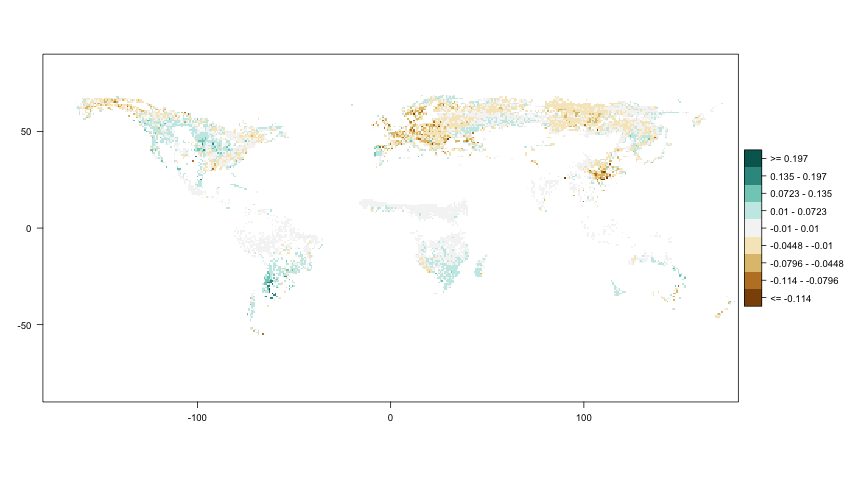 50
0
-50
-100
0
100
>= 0.197
0.135 - 0.197
0.0723 - 0.135
0.01 - 0.0723
-0.01 - 0.01
-0.0448 - -0.01
-0.0796 - -0.0448
-0.114 - -0.0796
<= -0.114